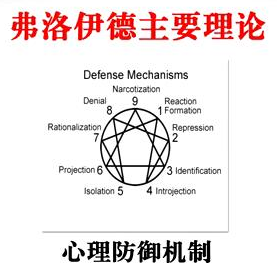 弗洛伊德主要理论
Defense Mechanisms
Narcotization
9
Denial
8
1 Reaction
Formation
Rationalization
7
Repression
2
Projection 6
3 Identification
Isolation 5
4 Introjection
心理防御机制